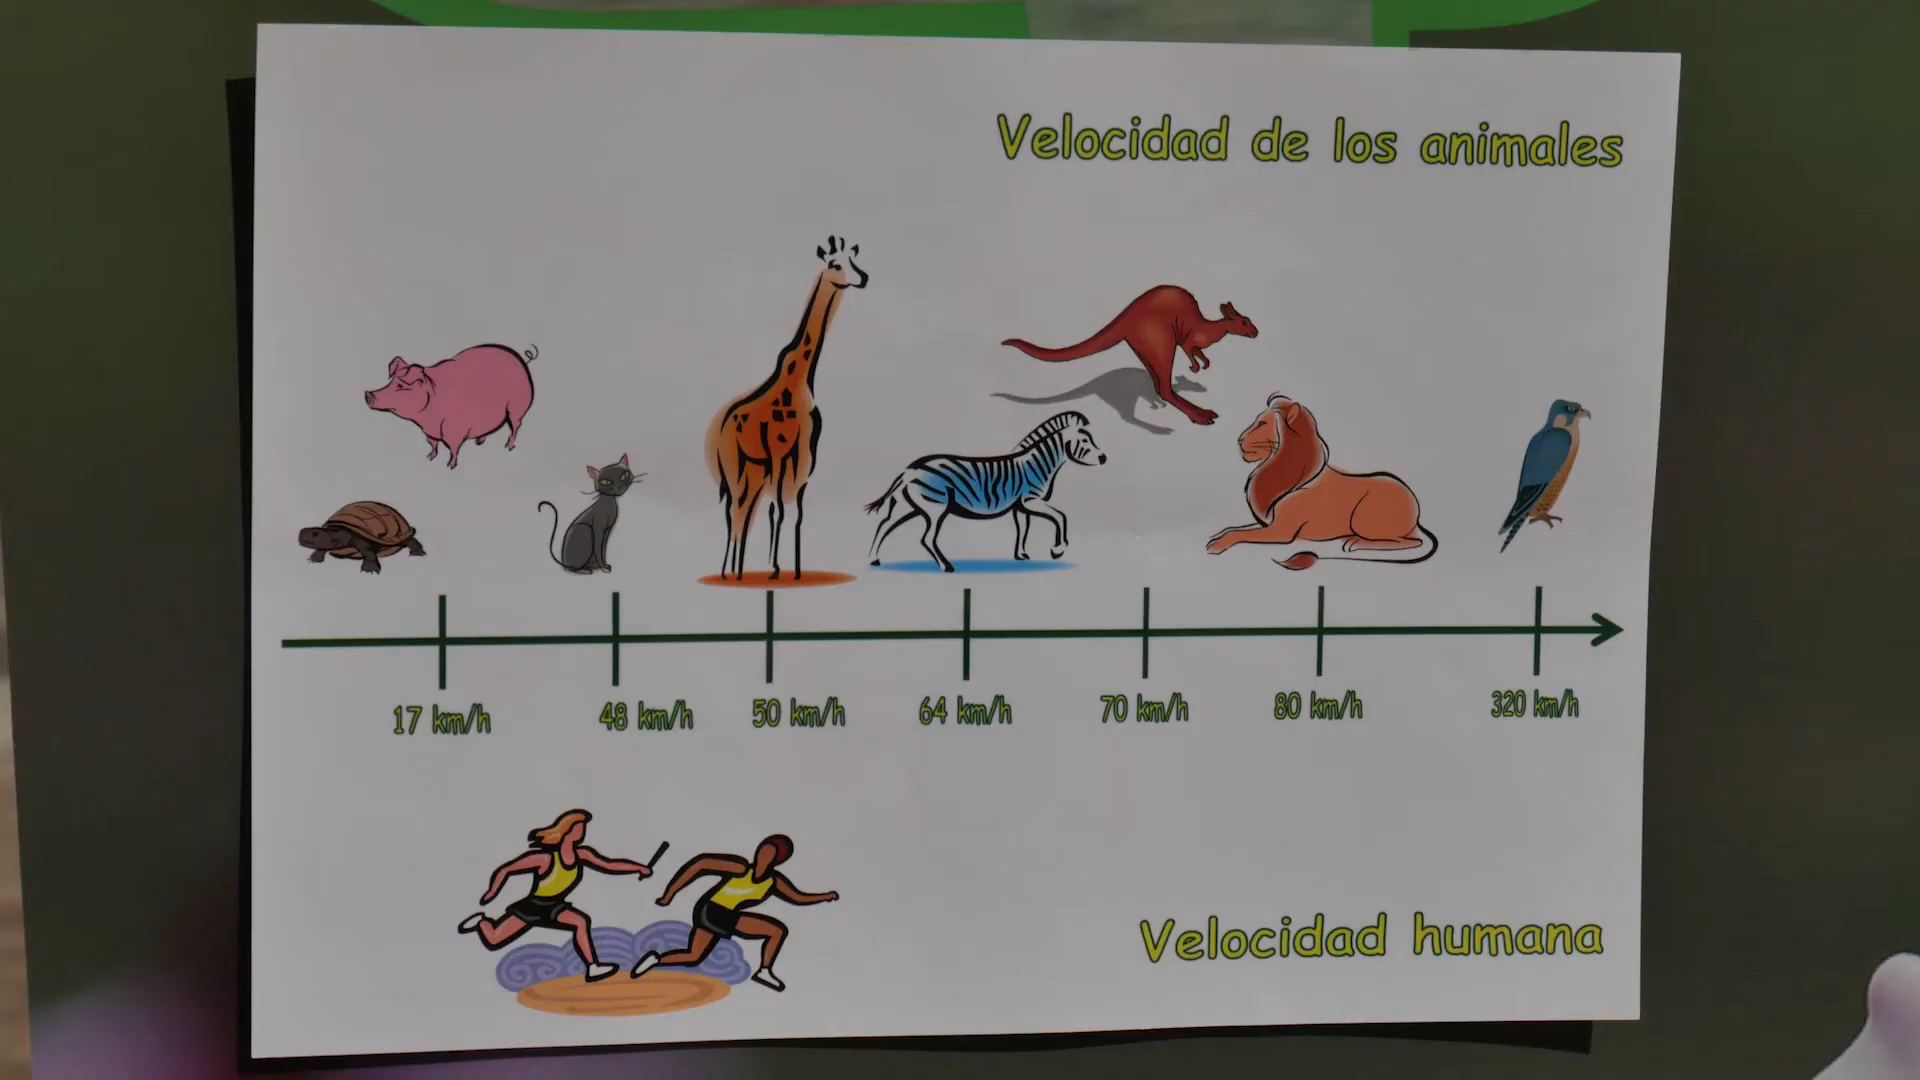 Velocidad de los animales
17 km/h
48 km/h
50 km/h
64 km/h
70 km/h
80 km/h
320 km/h
Velocidad humana